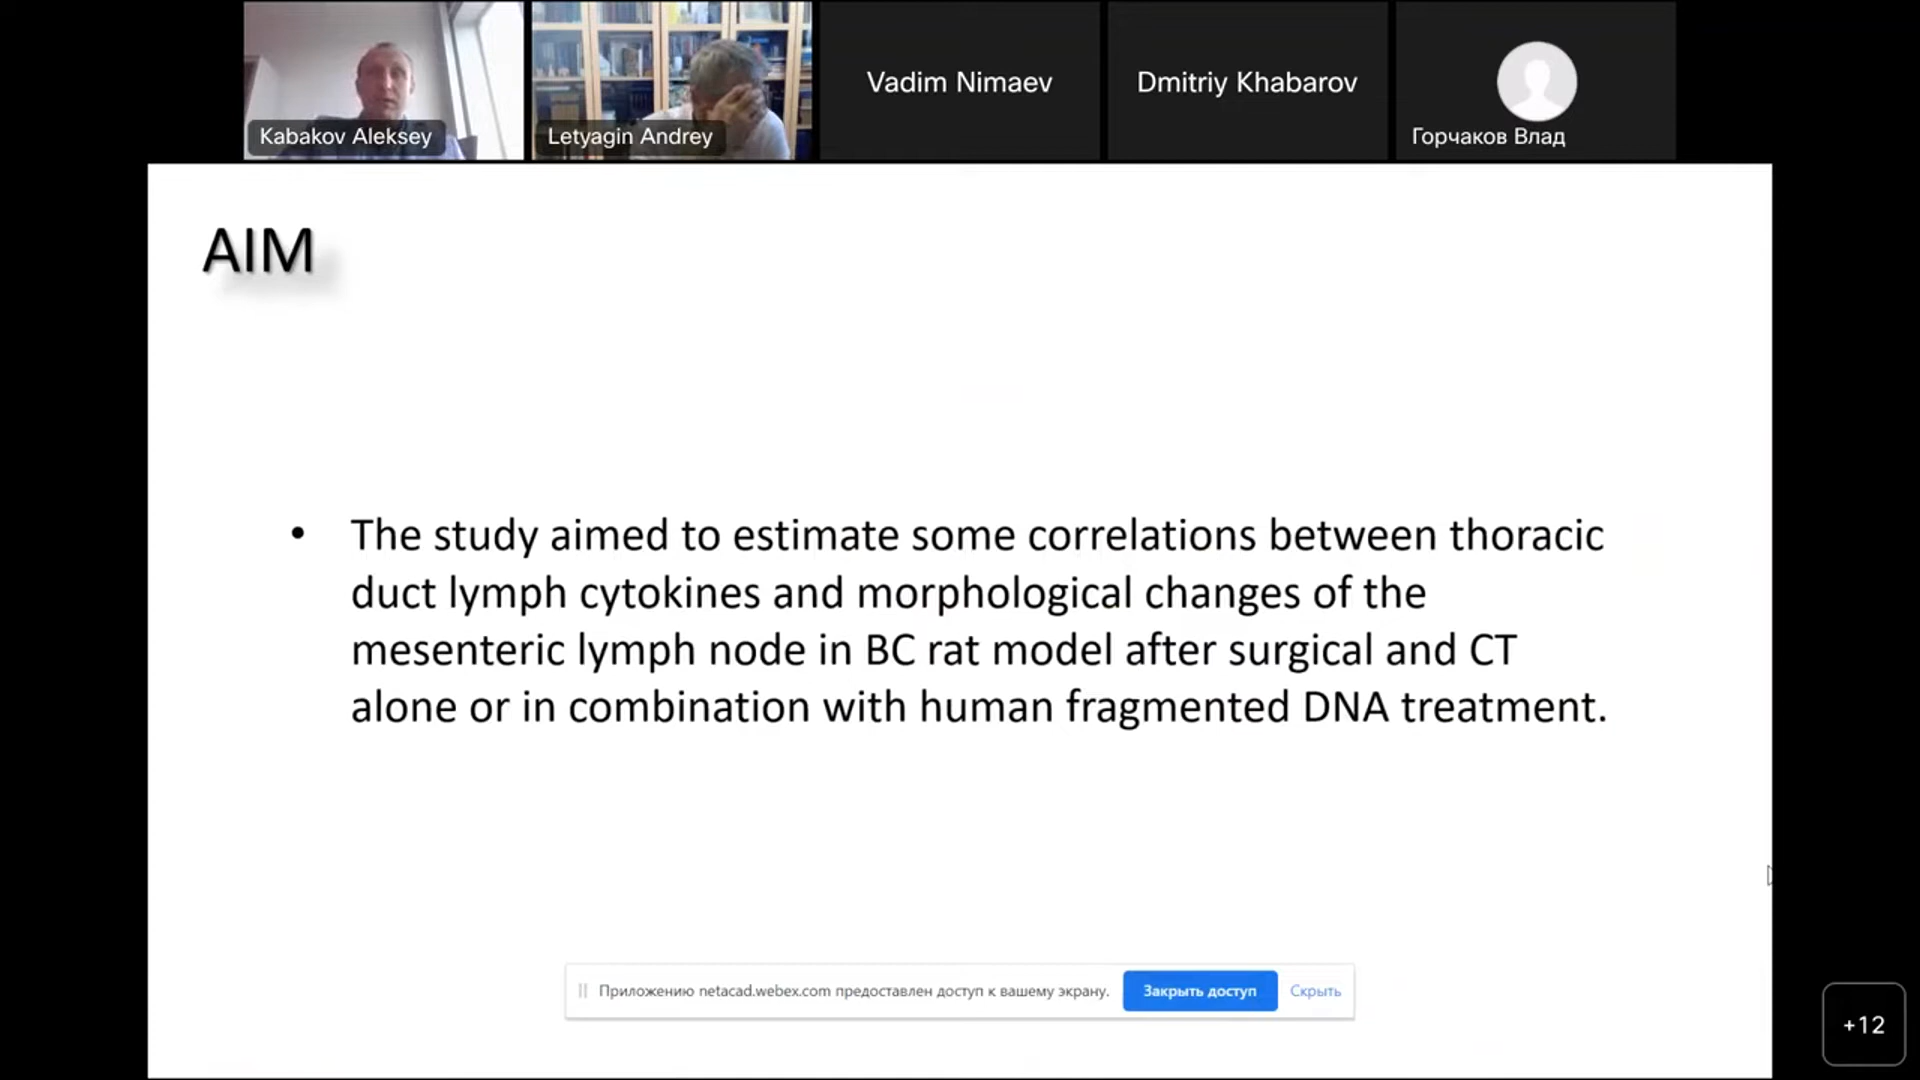 Kabakov Aleksey
Letyagin Andrey
Vadim Nimaev
Dmitriy Khabarov
Горчаков Влад
AIM
• The study aimed to estimate some correlations between thoracic
duct lymph cytokines and morphological changes of the
mesenteric lymph node in BC rat model after surgical and CT
alone or in combination with human fragmented DNA treatment.
Приложению netacad.webex.com предоставлен доступ к вашему экрану.
Закрыть доступ
Скрыть
+12